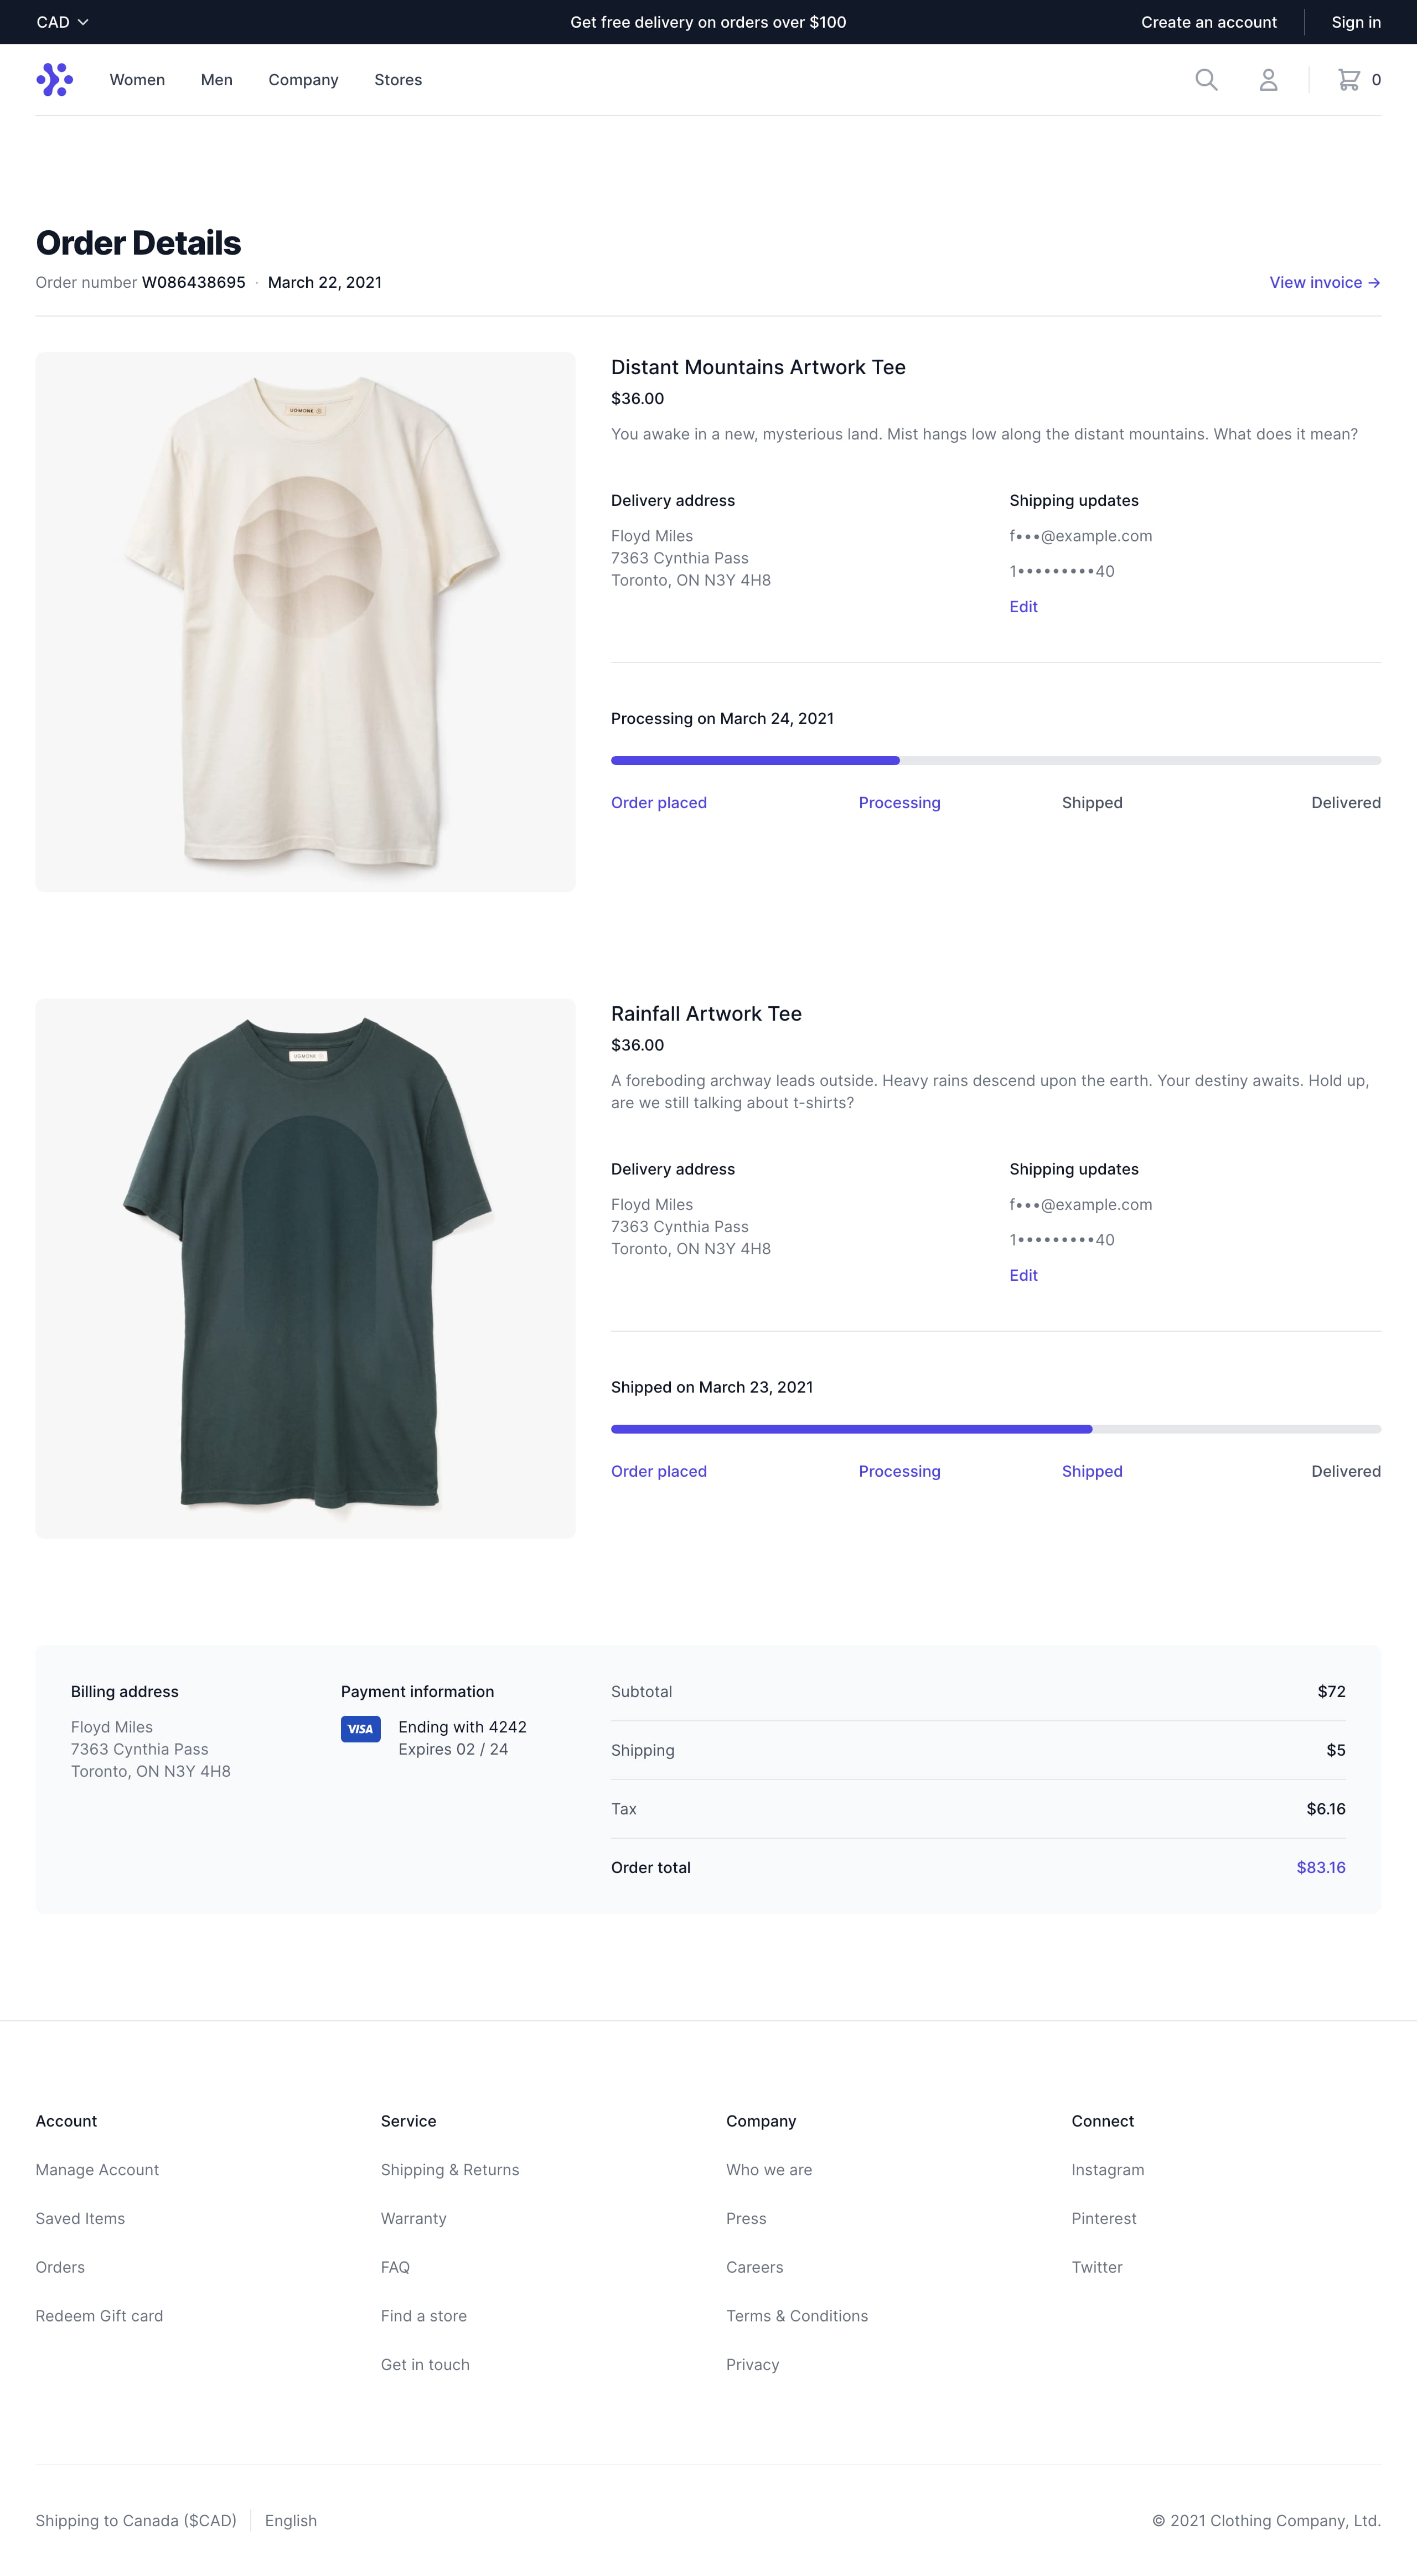 CAD
Get free delivery on orders over $100
Create an account
Sign in
Women
Men
Company
Stores
0
Order Details
Order number W086438695 · March 22, 2021
View invoice →
UGMONK
Distant Mountains Artwork Tee
$36.00
You awake in a new, mysterious land. Mist hangs low along the distant mountains. What does it mean?
Delivery address
Floyd Miles
7363 Cynthia Pass
Toronto, ON N3Y 4H8
Shipping updates
f•••@example.com
1•••••••••40
Edit
Processing on March 24, 2021
Order placed
Processing
Shipped
Delivered
UGMONK
Rainfall Artwork Tee
$36.00
A foreboding archway leads outside. Heavy rains descend upon the earth. Your destiny awaits. Hold up,
are we still talking about t-shirts?
Delivery address
Floyd Miles
7363 Cynthia Pass
Toronto, ON N3Y 4H8
Shipping updates
f•••@example.com
1•••••••••40
Edit
Shipped on March 23, 2021
Order placed
Processing
Shipped
Delivered
Billing address
Floyd Miles
7363 Cynthia Pass
Toronto, ON N3Y 4H8
Payment information
VISA
Ending with 4242
Expires 02 / 24
Subtotal
$72
Shipping
$5
Tax
$6.16
Order total
$83.16
Account
Manage Account
Saved Items
Orders
Redeem Gift card
Service
Shipping & Returns
Warranty
FAQ
Find a store
Get in touch
Company
Who we are
Press
Careers
Terms & Conditions
Privacy
Connect
Instagram
Pinterest
Twitter
Shipping to Canada ($CAD)
English
© 2021 Clothing Company, Ltd.